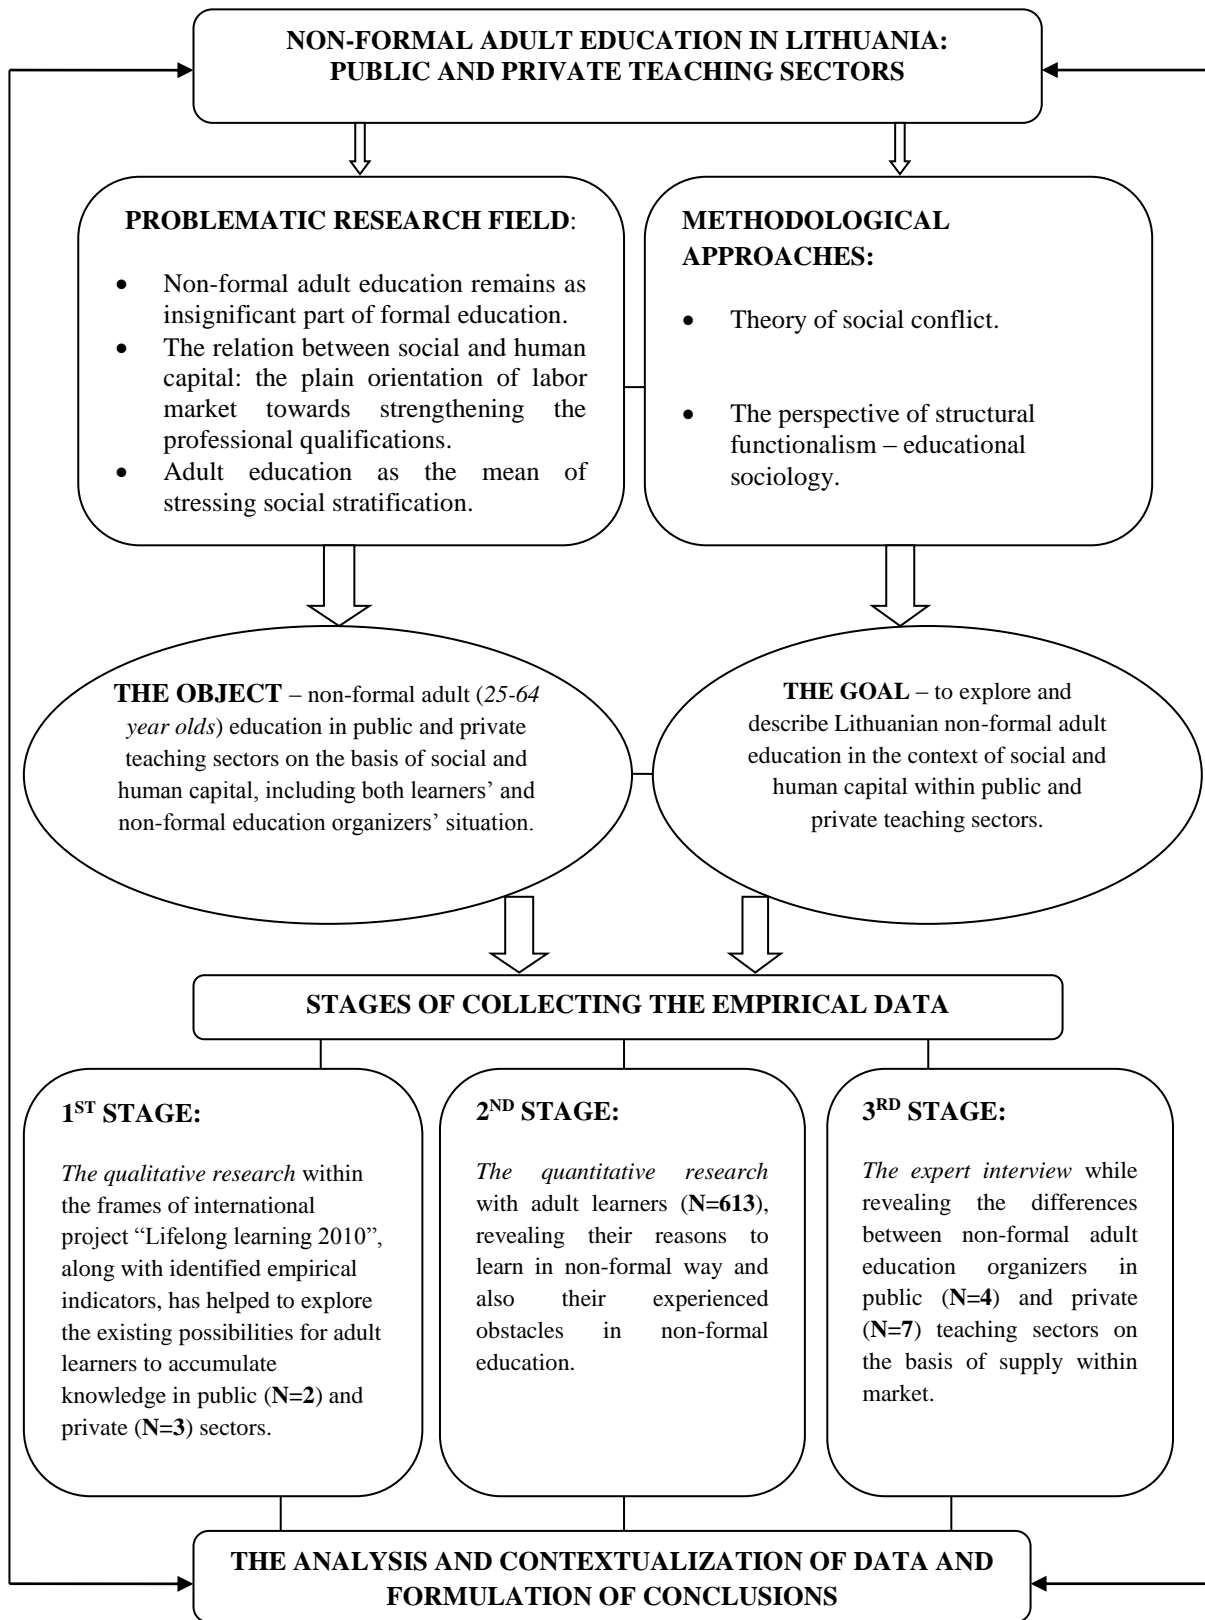 NON-FORMAL ADULT EDUCATION IN LITHUANIA:
PUBLIC AND PRIVATE TEACHING SECTORS
PROBLEMATIC RESEARCH FIELD:
• Non-formal adult education remains as
insignificant part of formal education.
• The relation between social and human
capital: the plain orientation of labor
market towards strengthening the
professional qualifications.
• Adult education as the mean of
stressing social stratification.
METHODOLOGICAL
APPROACHES:
• Theory of social conflict.
• The perspective of structural
functionalism – educational
sociology.
THE OBJECT – non-formal adult (25-64
year olds) education in public and private
teaching sectors on the basis of social and
human capital, including both learners’ and
non-formal education organizers’ situation.
THE GOAL – to explore and
describe Lithuanian non-formal adult
education in the context of social and
human capital within public and
private teaching sectors.
STAGES OF COLLECTING THE EMPIRICAL DATA
1ST STAGE:
The qualitative research within
the frames of international
project “Lifelong learning 2010”,
along with identified empirical
indicators, has helped to explore
the existing possibilities for adult
learners to accumulate
knowledge in public (N=2) and
private (N=3) sectors.
2ND STAGE:
The quantitative research
with adult learners (N=613),
revealing their reasons to
learn in non-formal way and
also their experienced
obstacles in non-formal
education.
3RD STAGE:
The expert interview while
revealing the differences
between non-formal adult
education organizers in
public (N=4) and private
(N=7) teaching sectors on
the basis of supply within
market.
THE ANALYSIS AND CONTEXTUALIZATION OF DATA AND
FORMULATION OF CONCLUSIONS